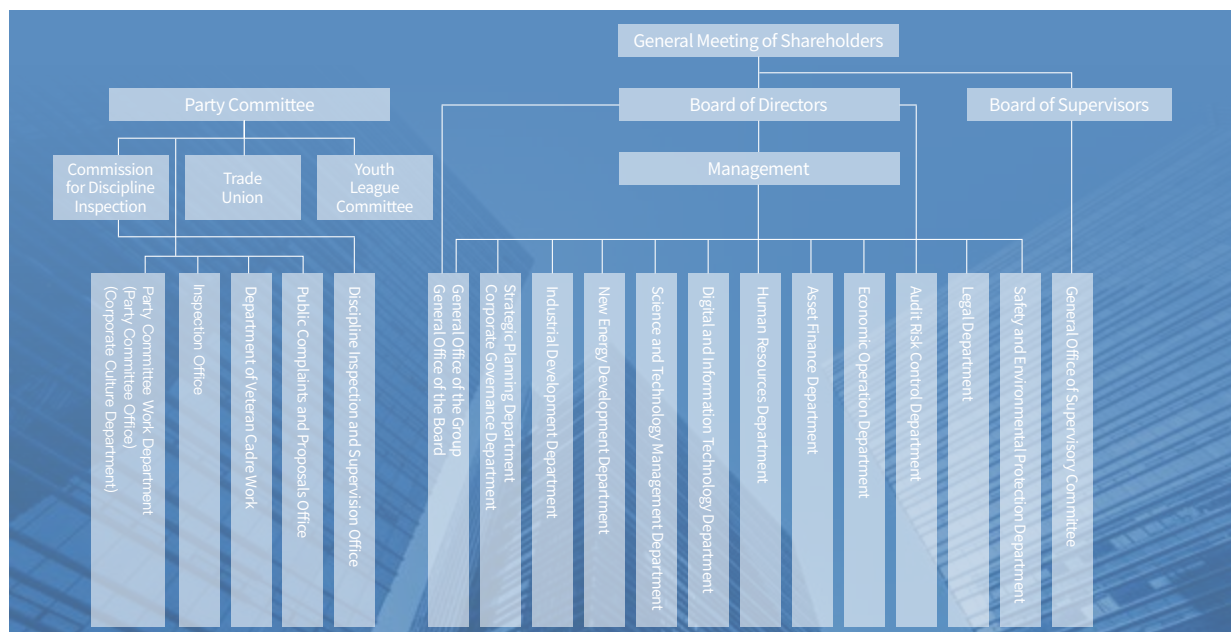 General Meeting of Shareholders
Party Committee
Board of Directors
Board of Supervisors
Commission
for Discipline
Inspection
Trade
Union
Youth
League
Committee
Management
Party Committee Work Department
(Party Committee Office)
(Corporate Culture Department)
Inspection Office
Department of Veteran Cadre Work
Public Complaints and Proposals Office
Discipline Inspection and Supervision Office
General Office of the Group
General Office of the Board
Strategic Planning Department
Corporate Governance Department
Industrial Development Department
New Energy Development Department
Science and Technology Management Department
Digital and Information Technology Department
Human Resources Department
Asset Finance Department
Economic Operation Department
Audit Risk Control Department
Legal Department
Safety and Environmental Protection Department
General Office of Supervisory Committee